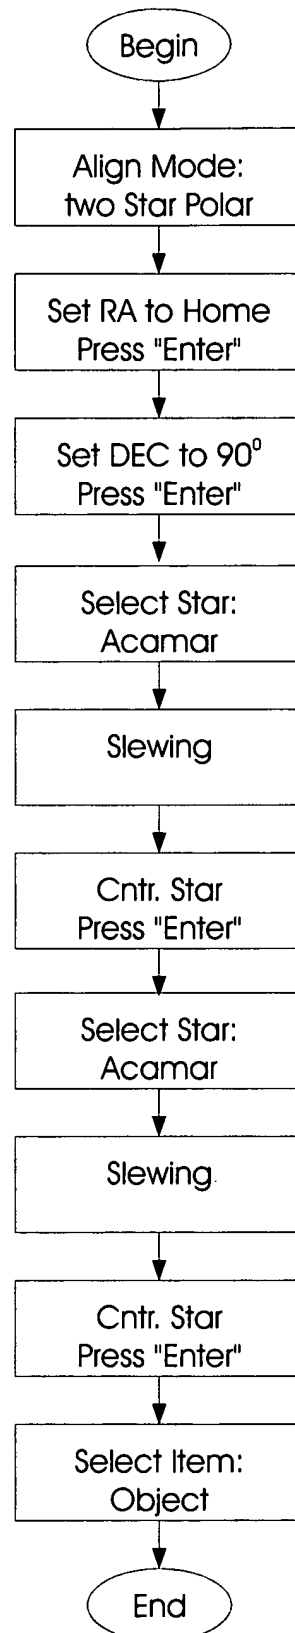 Begin
Align Mode:
two Star Polar
Set RA to Home
Press "Enter"
Set DEC to 90⁰
Press "Enter"
Select Star:
Acamar
Slewing
Cntr. Star
Press "Enter"
Select Star:
Acamar
Slewing
Cntr. Star
Press "Enter"
Select Item:
Object
End